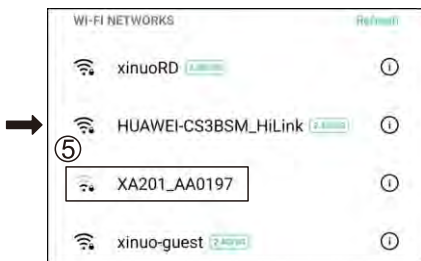 WI-FI NETWORKS Refresh
xinuoRD
HUAWEI-CS3BSM_HiLink
⑤
XA201_AA0197
xinuo-guest